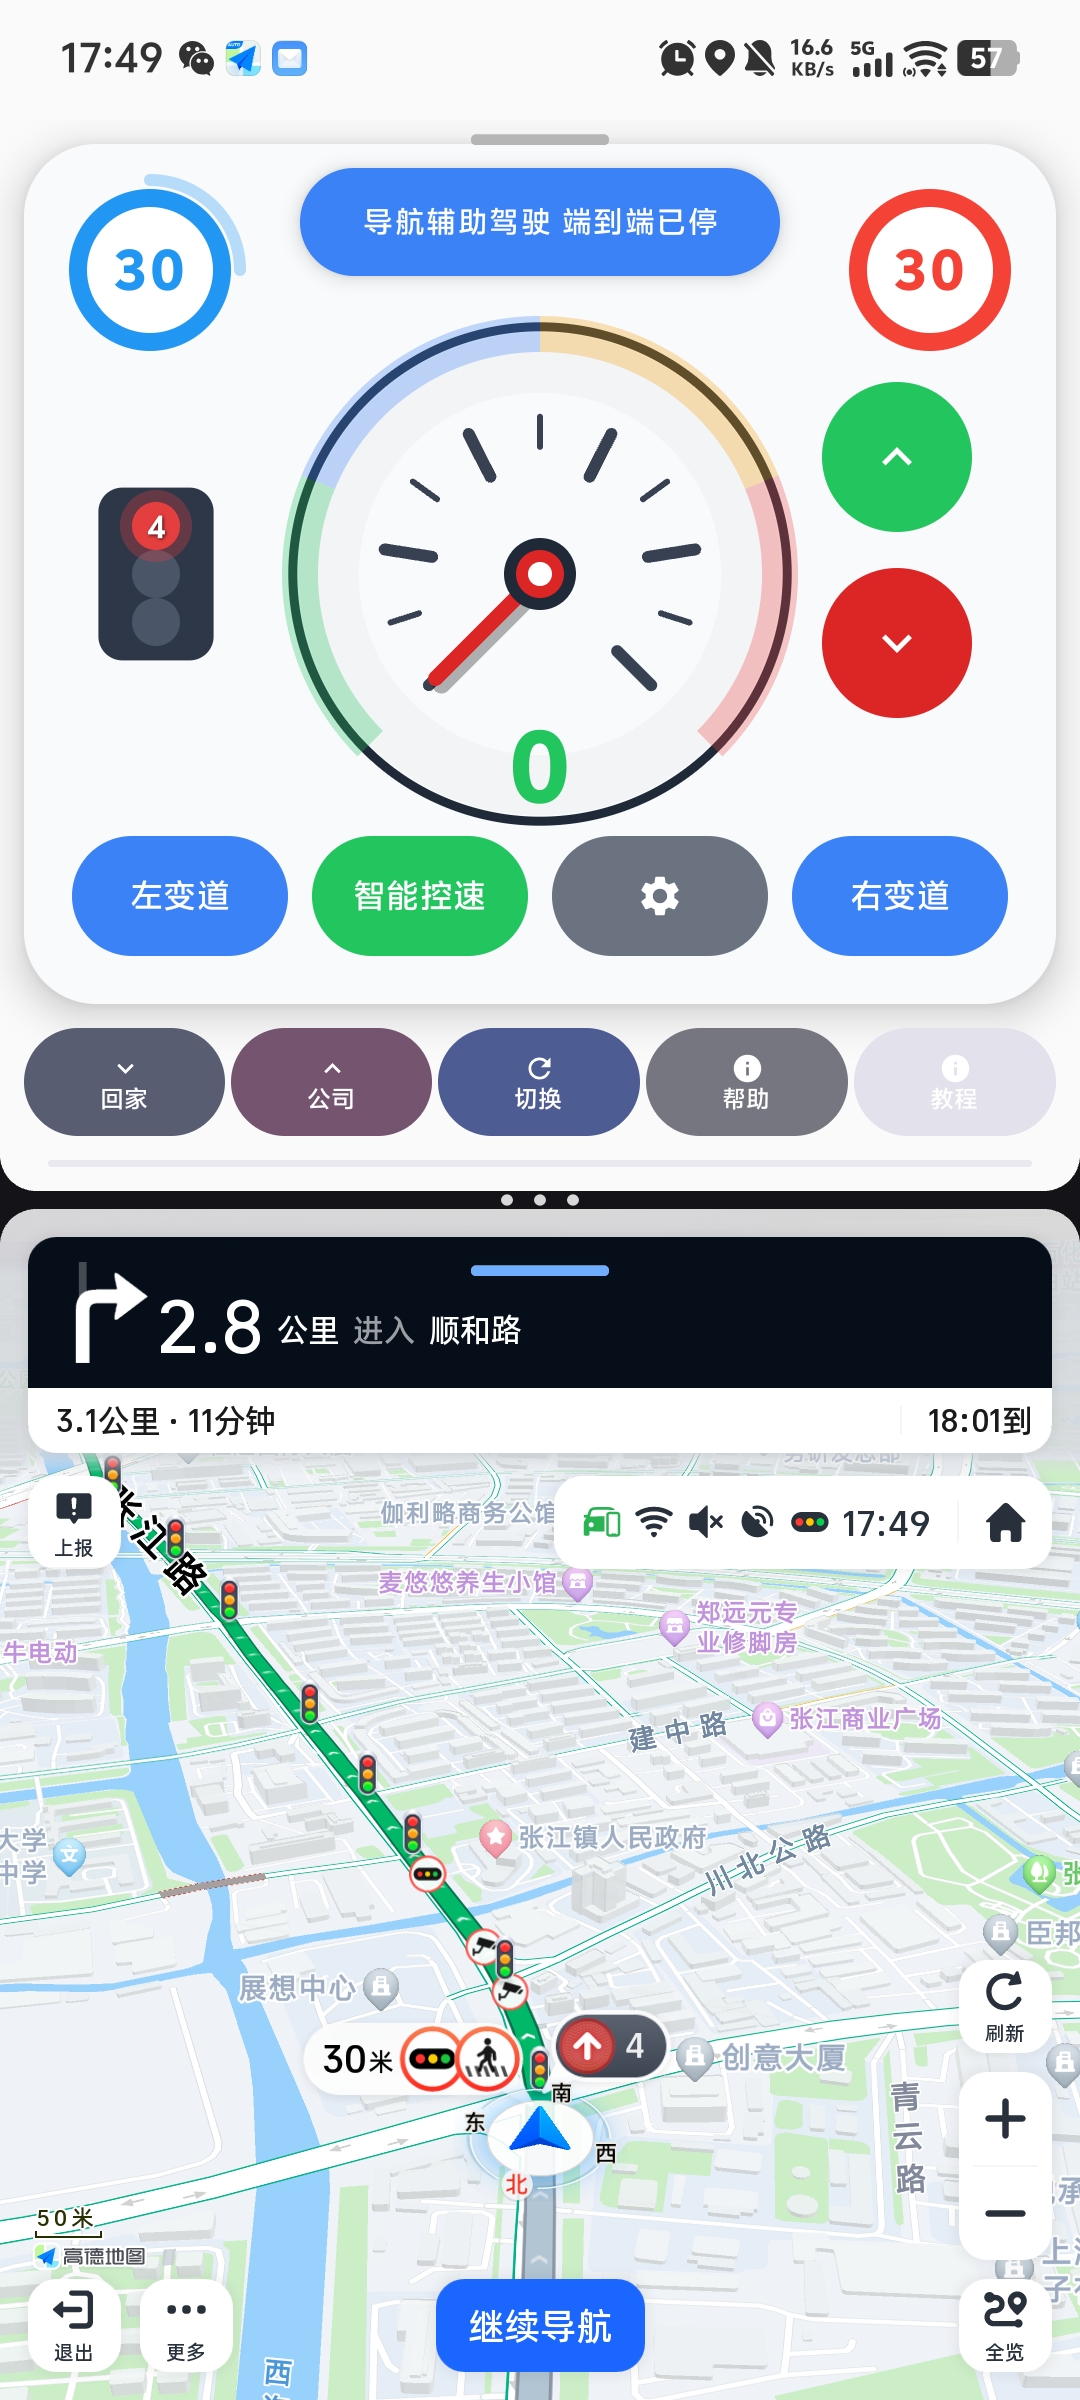 17:49
16.6
KB/s
5G
57
30
导航辅助驾驶 端到端已停
30
4
0
左变道
智能控速
右变道
回家
公司
切换
帮助
教程
2.8 公里 进入 顺和路
3.1公里 · 11分钟
18:01到
上报
张江路
伽利略商务公馆
17:49
麦悠悠养生小馆
郑远元专
业修脚房
牛电动
建中路
张江商业广场
大学
中学
文
张江镇人民政府
川北公路
张
臣邦
展想中心
刷新
30米
4
创意大厦
南
东
西
北
青云路
承
50米
高德地图
上海
子
退出
更多
继续导航
全览
西